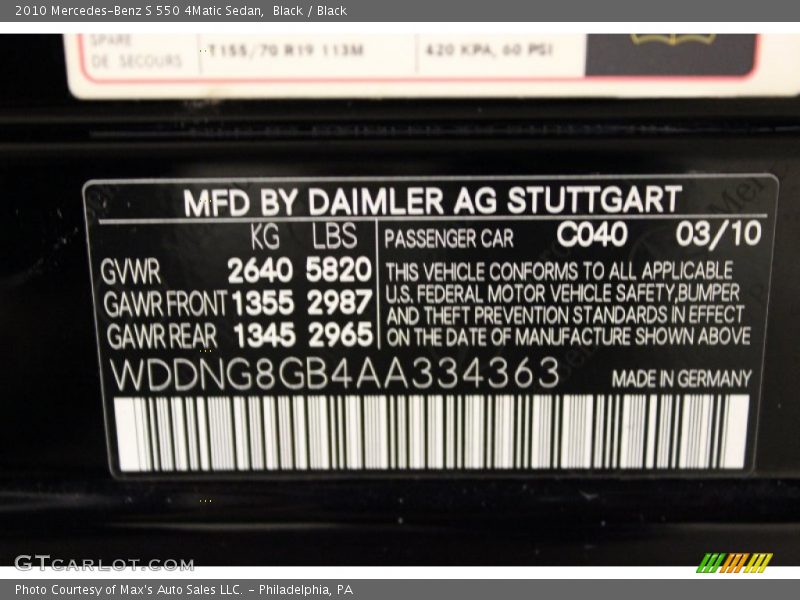 2010 Mercedes-Benz S 550 4Matic Sedan,  Black / Black
SPARE
DE SECOURS
T155/70 R19 113M
420 KPA, 60 PSI
MFD BY DAIMLER AG STUTTGART
KG LBS
GVWR 2640 5820
GAWR FRONT 1355 2987
GAWR REAR 1345 2965
PASSENGER CAR C040 03/10
THIS VEHICLE CONFORMS TO ALL APPLICABLE
U.S. FEDERAL MOTOR VEHICLE SAFETY,BUMPER
AND THEFT PREVENTION STANDARDS IN EFFECT
ON THE DATE OF MANUFACTURE SHOWN ABOVE
WDDNG8GB4AA334363
MADE IN GERMANY
GTCARLOT.COM
Photo Courtesy of Max's Auto Sales LLC. - Philadelphia, PA